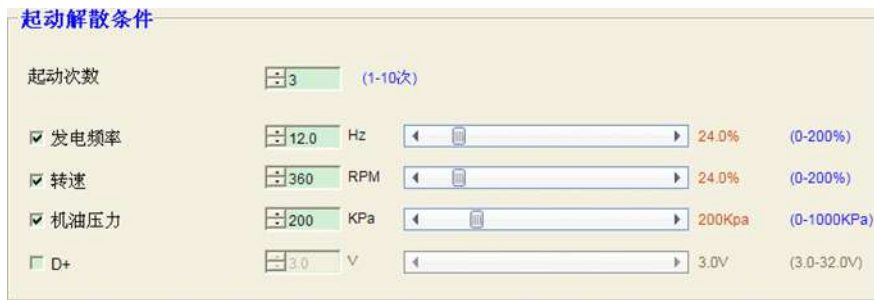 起动解散条件
起动次数 3 (1-10次)
发电频率 12.0 Hz 24.0% (0-200%)
转速 360 RPM 24.0% (0-200%)
机油压力 200 KPa 200Kpa (0-1000KPa)
D+ 3.0 V 3.0V (3.0-32.0V)